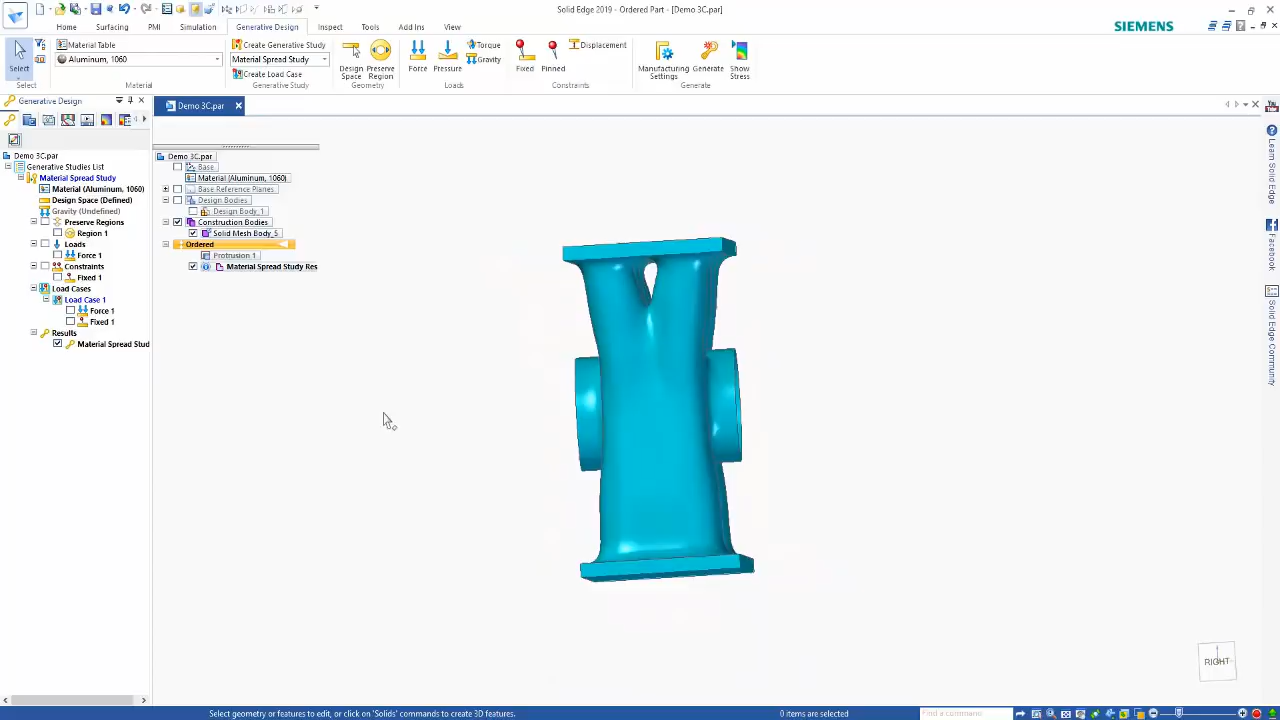 Solid Edge 2019 - Ordered Part - [Demo 3C.par]
Home Surfacing PMI Simulation Generative Design Inspect Tools Add Ins View
SIEMENS
Select
Select
Material Table
Aluminum, 1060
Material
Create Generative Study
Material Spread Study
Create Load Case
Generative Study
Design Space
Preserve Region
Geometry
Force
Pressure
Torque
Gravity
Loads
Fixed
Pinned
Displacement
Constraints
Manufacturing Settings
Generate
Show Stress
Generate
Generative Design
Demo 3C.par
Demo 3C.par
Generative Studies List
Material Spread Study
Material (Aluminum, 1060)
Design Space (Defined)
Gravity (Undefined)
Preserve Regions
Region 1
Loads
Force 1
Constraints
Fixed 1
Load Cases
Load Case 1
Force 1
Fixed 1
Results
Material Spread Stud
Demo 3C.par
Base
Material (Aluminum, 1060)
Base Reference Planes
Design Bodies
Design Body_1
Construction Bodies
Solid Mesh Body_5
Ordered
Protrusion 1
Material Spread Study Res
RIGHT
You
Learn Solid Edge
Facebook
Solid Edge Community
Select geometry or features to edit, or click on 'Solids' commands to create 3D features.
0 items are selected
Find a command